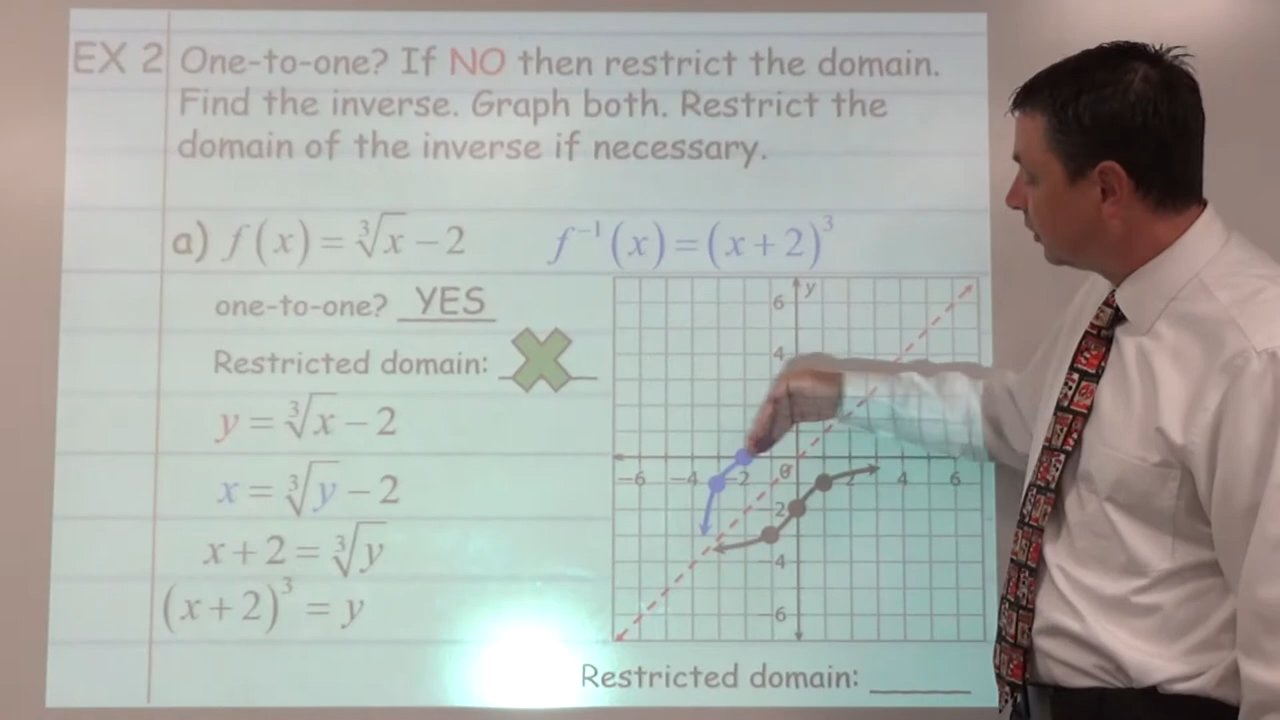 EX 2 One-to-one? If NO then restrict the domain.
Find the inverse. Graph both. Restrict the
domain of the inverse if necessary.
a) f(x) = ∛x − 2 f⁻¹(x) = (x+2)³
one-to-one? YES
Restricted domain:
y = ∛x − 2
x = ∛y − 2
x + 2 = ∛y
(x+2)³ = y
y
6
4
−6 −4 −2 0 2 4 6
2
−4
−6
Restricted domain: